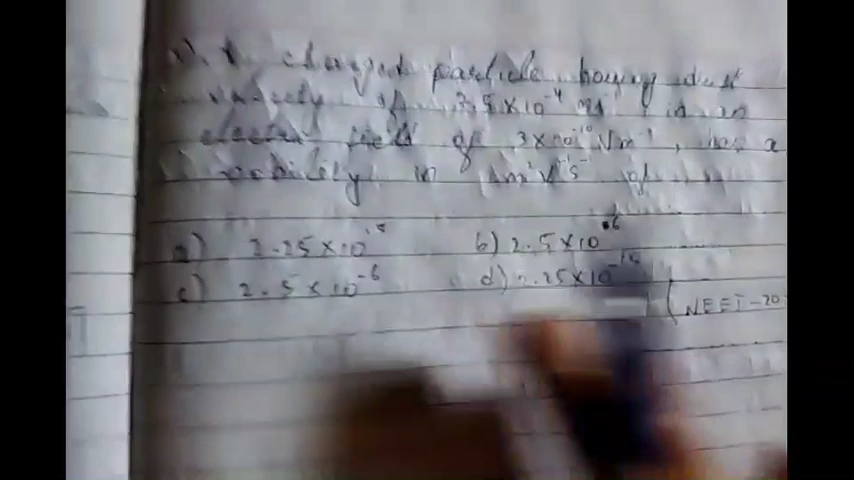 charged particle having drift
velocity of 7.5×10⁻⁴ ms⁻¹ in an
electric field of 3×10⁻¹⁰ Vm⁻¹, has a
mobility in m²V⁻¹s⁻¹ of
a) 2.25×10¹⁵ b) 2.5×10⁶
c) 2.5×10⁻⁶ d) 2.25×10⁻¹⁵
(NEET-20